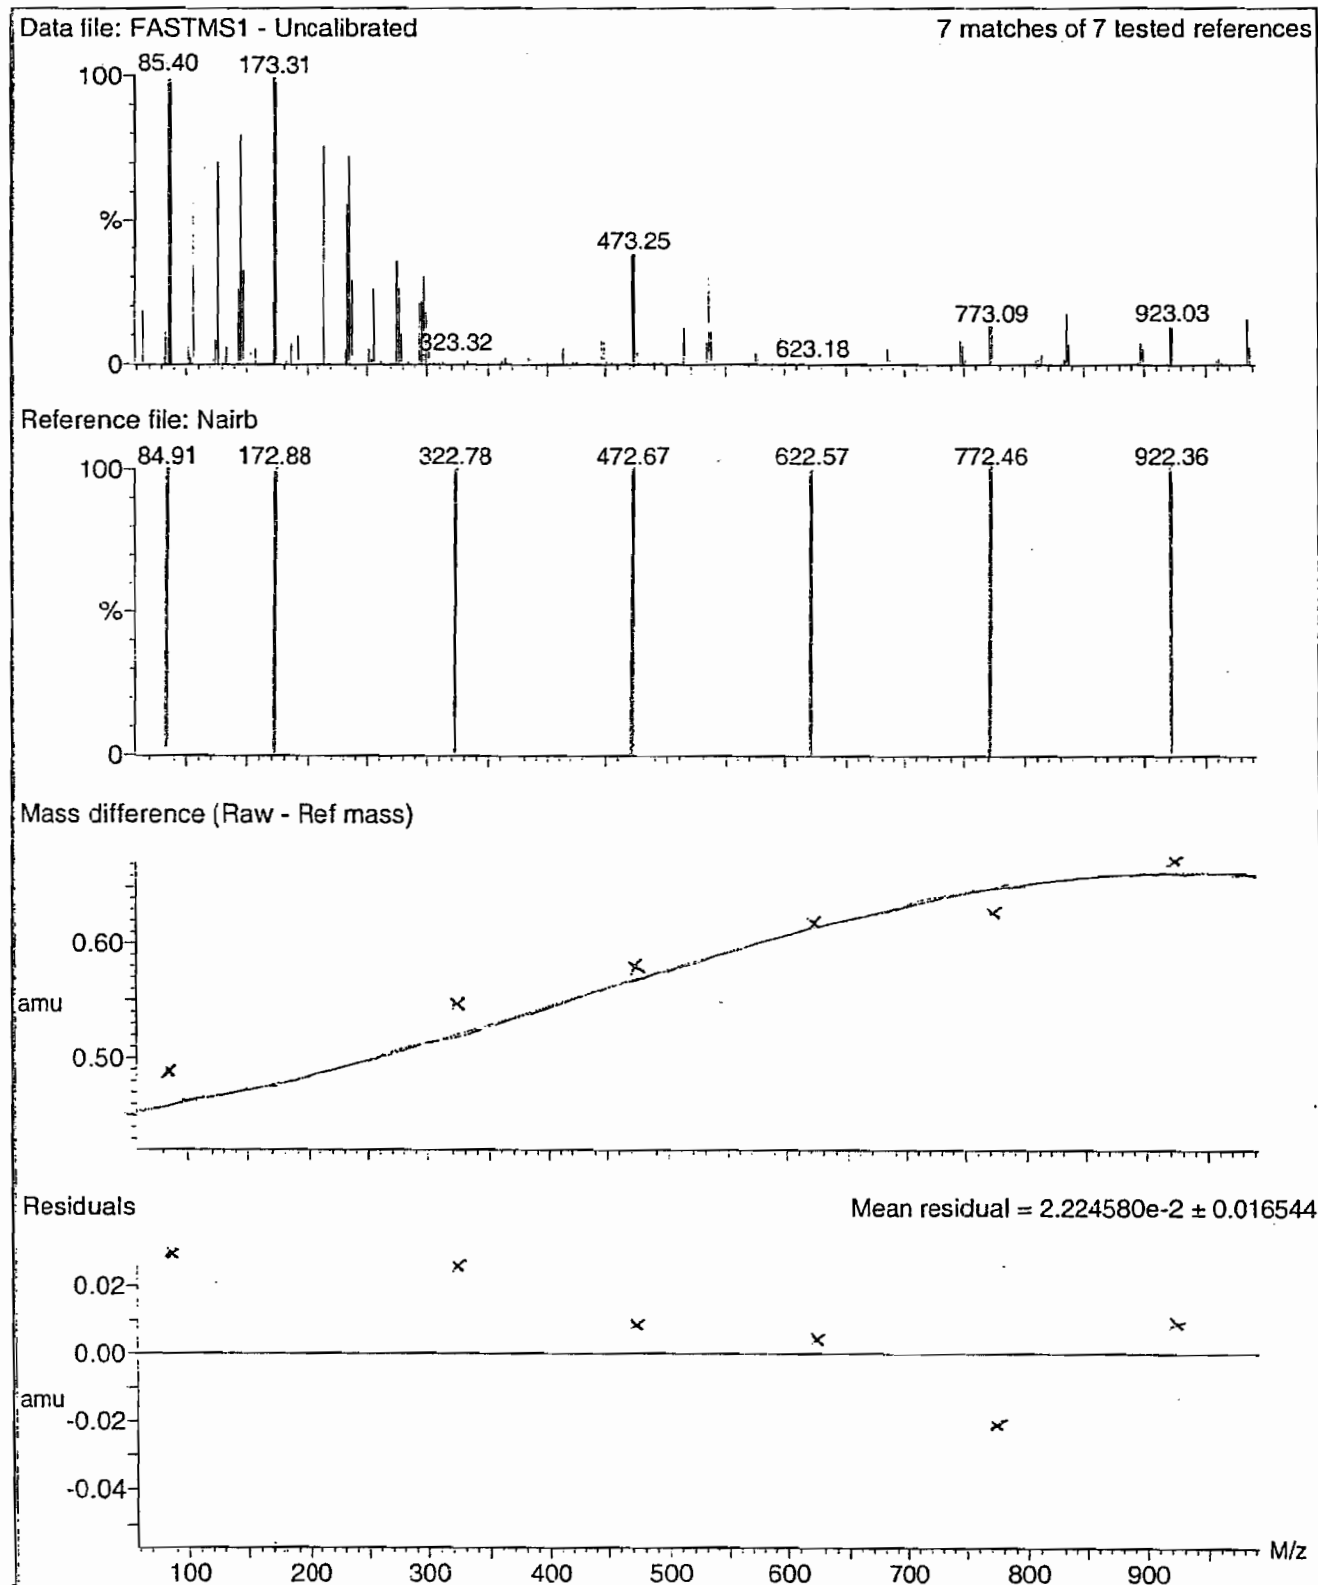 Data file: FASTMS1 - Uncalibrated 7 matches of 7 tested references
85.40 173.31
100
%
473.25
773.09 923.03
323.32 623.18
0
Reference file: Nairb
84.91 172.88 322.78 472.67 622.57 772.46 922.36
100
%
0
Mass difference (Raw - Ref mass)
0.60
amu
0.50
Residuals Mean residual = 2.224580e-2 ± 0.016544
0.02
0.00
amu
-0.02
-0.04
100 200 300 400 500 600 700 800 900 M/z